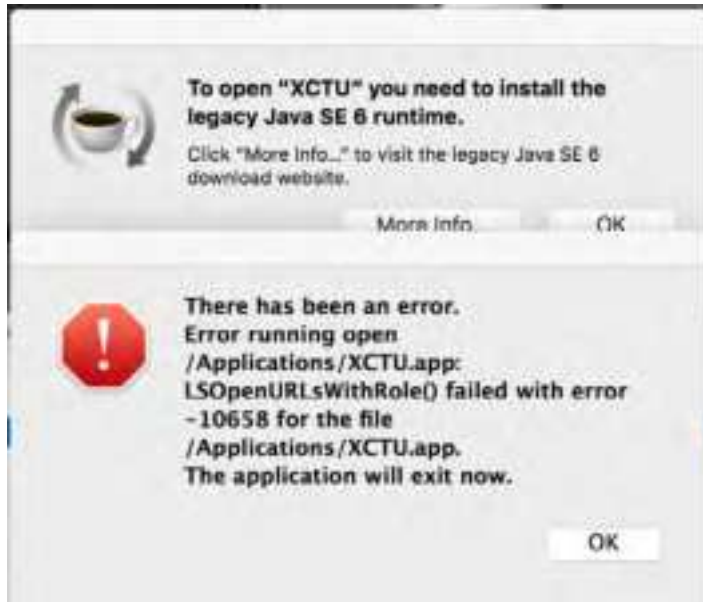 To open "XCTU" you need to install the
legacy Java SE 6 runtime.
Click "More Info..." to visit the legacy Java SE 6
download website.
More Info
OK
There has been an error.
Error running open
/Applications/XCTU.app:
LSOpenURLsWithRole() failed with error
-10658 for the file
/Applications/XCTU.app.
The application will exit now.
OK